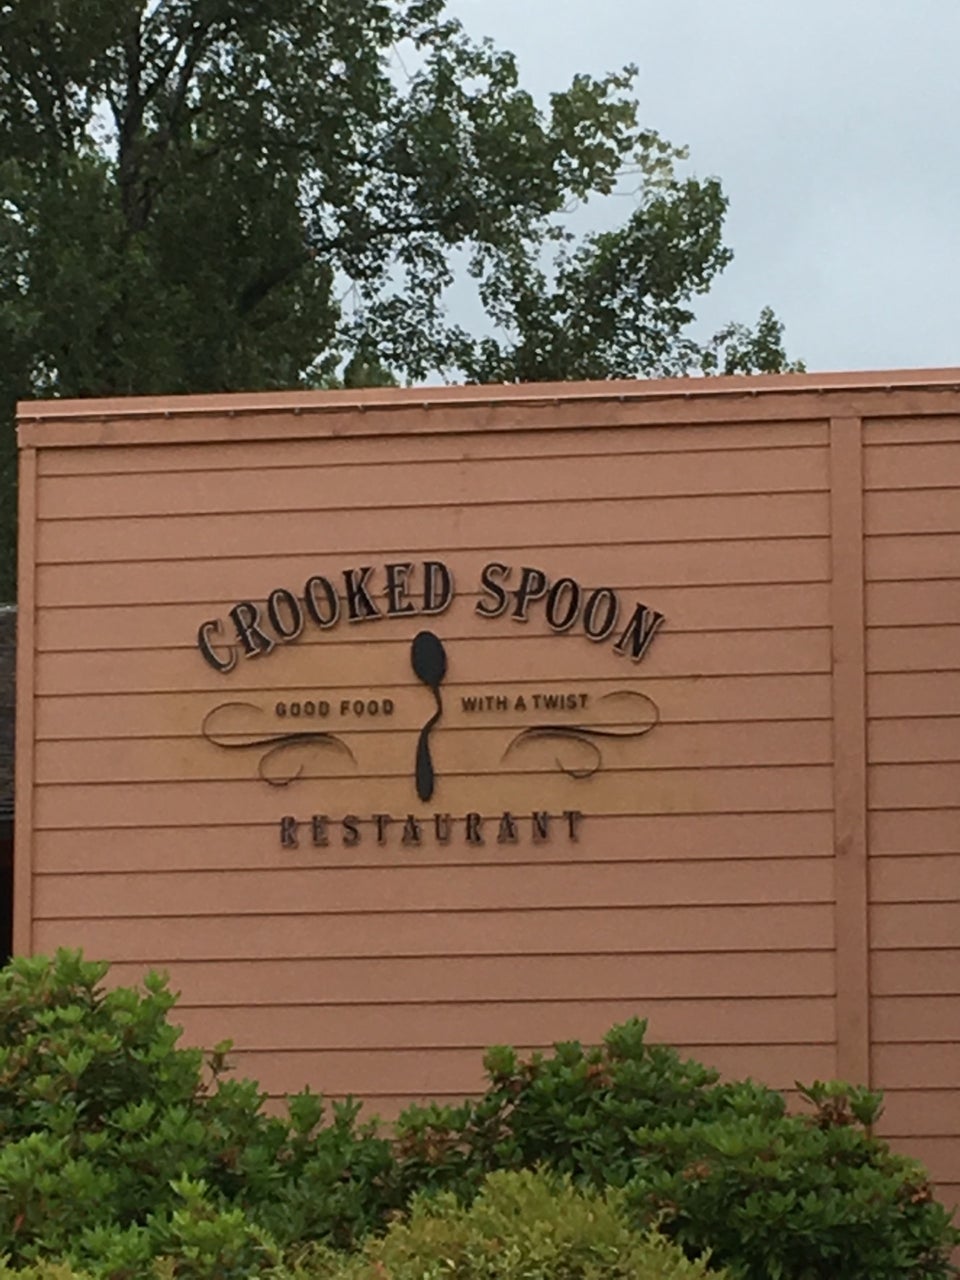 CROOKED SPOON
GOOD FOOD WITH A TWIST
RESTAURANT